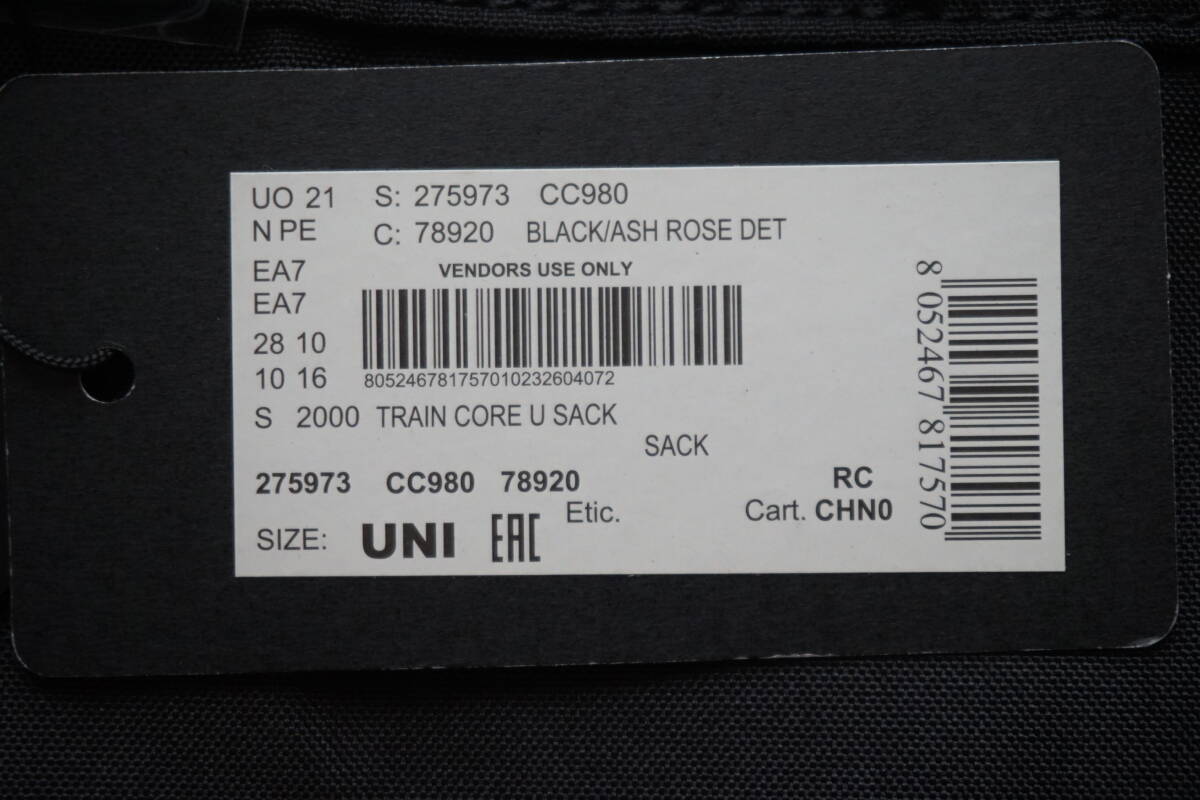 UO 21 S: 275973 CC980
N PE C: 78920 BLACK/ASH ROSE DET
EA7 VENDORS USE ONLY
EA7
28 10
10 16 805246781757010232604072
S 2000 TRAIN CORE U SACK
SACK
275973 CC980 78920 RC
Etic. Cart. CHN0
SIZE: UNI EAC
8 052467 817570